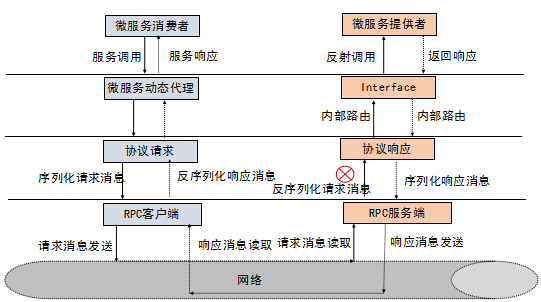 微服务消费者
微服务提供者
服务调用
服务响应
反射调用
返回响应
微服务动态代理
Interface
内部路由
内部路由
协议请求
协议响应
序列化请求消息
反序列化响应消息
反序列化请求消息
序列化响应消息
RPC客户端
RPC服务端
请求消息发送
响应消息读取
请求消息读取
响应消息发送
网络